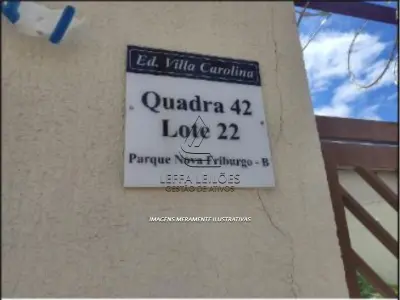 Ed. Villa Carolina
Quadra 42
Lote 22
Parque Nova Friburgo - B
LEFFA LEILÕES
GESTÃO DE ATIVOS
IMAGENS MERAMENTE ILUSTRATIVAS